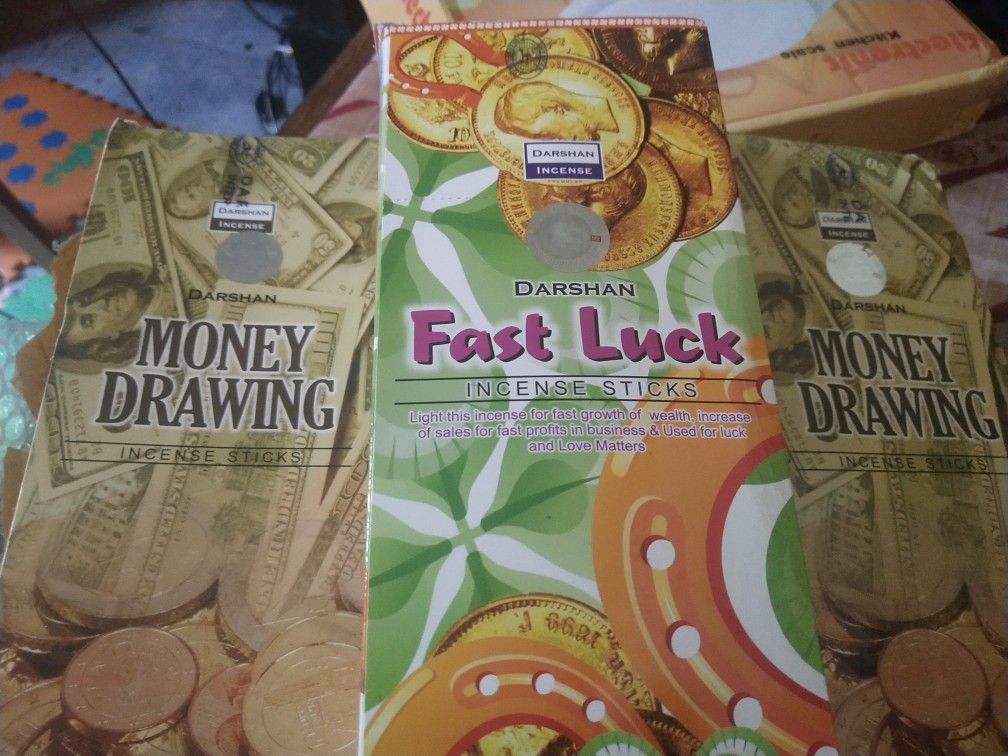 Electronic
Kitchen scale
DARSHAN
INCENSE
DARSHAN
MONEY
DRAWING
INCENSE STICKS
DARSHAN
INCENSE
DARSHAN
Fast Luck
INCENSE STICKS
Light this incense for fast growth of wealth, increase
of sales for fast profits in business & Used for luck
and Love Matters
INCENSE
DARSHAN
MONEY
DRAWING
INCENSE STICKS